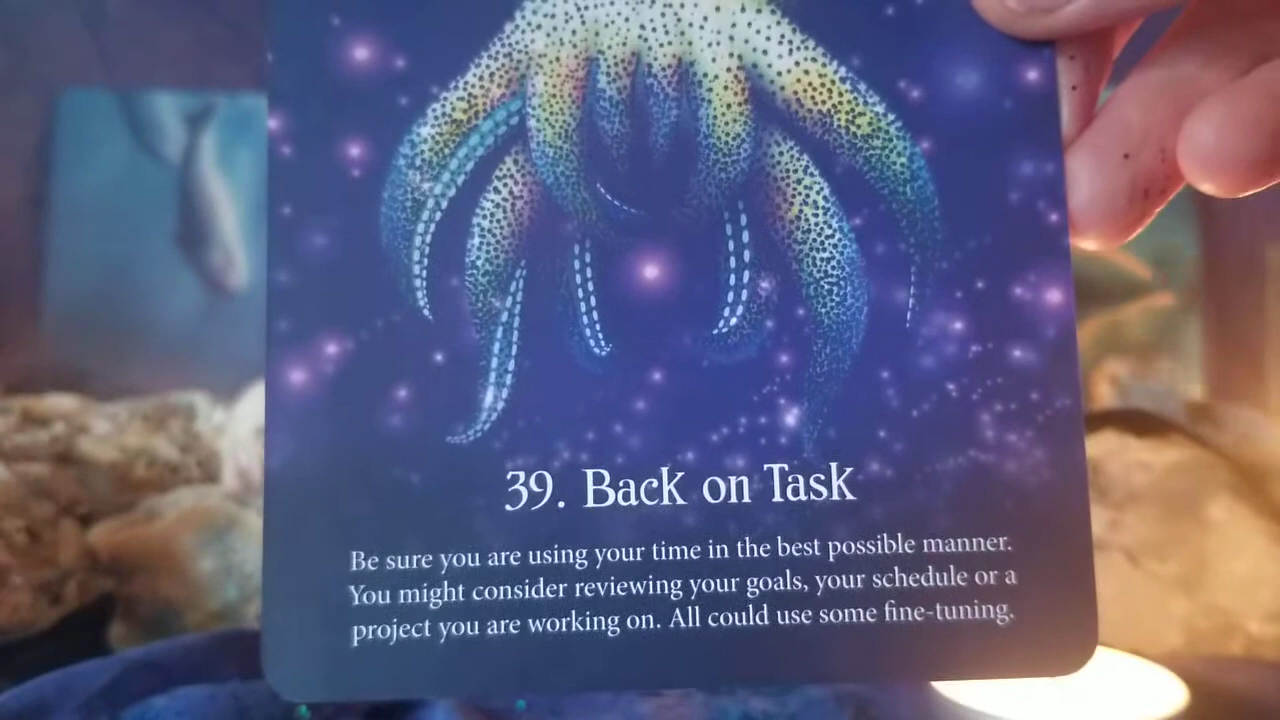 39. Back on Task
Be sure you are using your time in the best possible manner.
You might consider reviewing your goals, your schedule or a
project you are working on. All could use some fine-tuning.